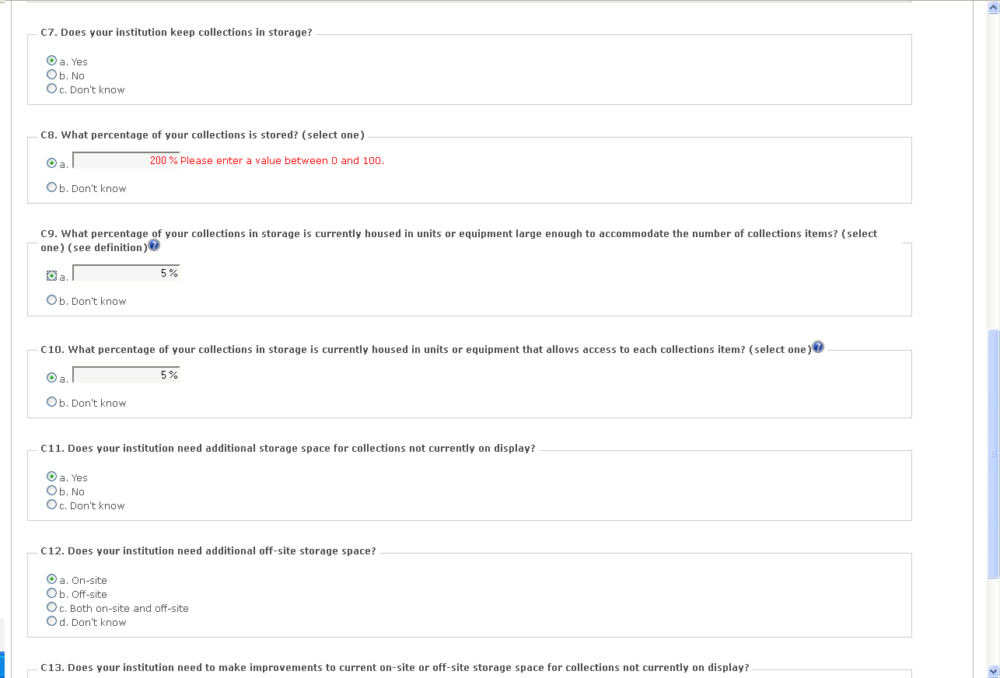 C7. Does your institution keep collections in storage?
a. Yes
b. No
c. Don't know
C8. What percentage of your collections is stored? (select one)
a. 200 % Please enter a value between 0 and 100.
b. Don't know
C9. What percentage of your collections in storage is currently housed in units or equipment large enough to accommodate the number of collections items? (select
one) (see definition) ?
a. 5 %
b. Don't know
C10. What percentage of your collections in storage is currently housed in units or equipment that allows access to each collections item? (select one) ?
a. 5 %
b. Don't know
C11. Does your institution need additional storage space for collections not currently on display?
a. Yes
b. No
c. Don't know
C12. Does your institution need additional off-site storage space?
a. On-site
b. Off-site
c. Both on-site and off-site
d. Don't know
C13. Does your institution need to make improvements to current on-site or off-site storage space for collections not currently on display?